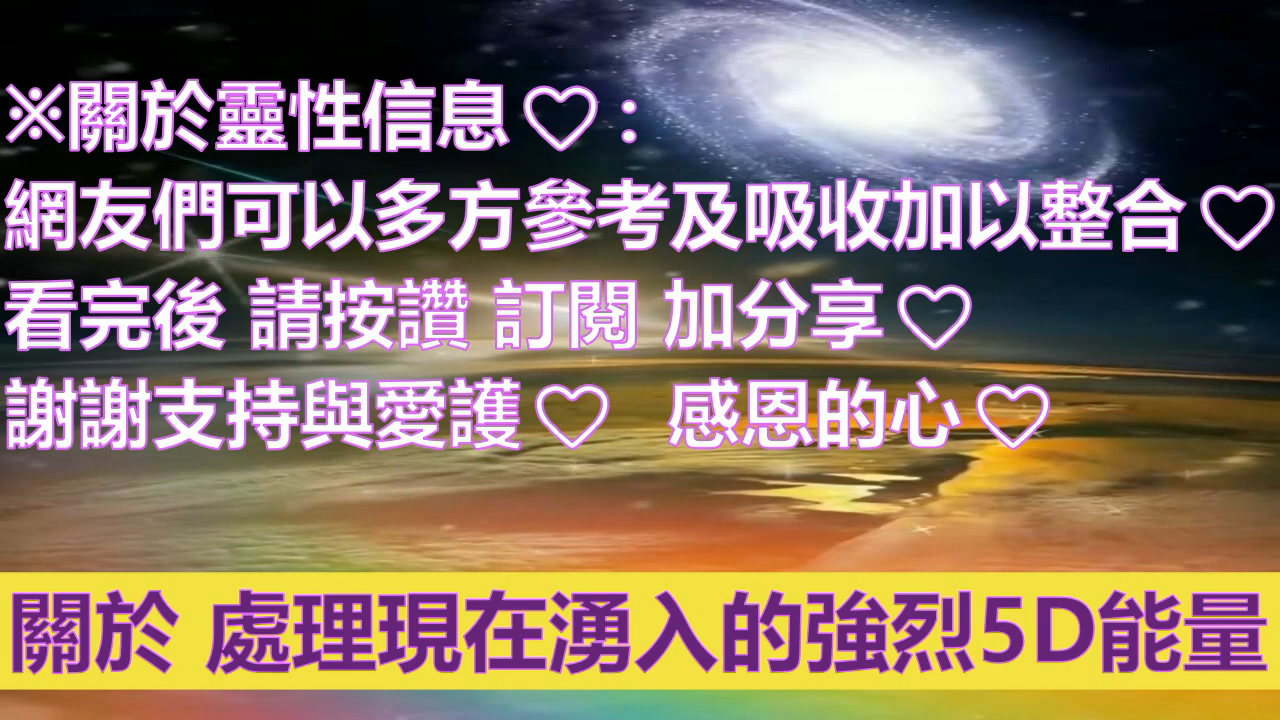 ※關於靈性信息♡：
網友們可以多方參考及吸收加以整合♡
看完後 請按讚 訂閱 加分享♡
謝謝支持與愛護♡ 感恩的心♡
關於 處理現在湧入的強烈5D能量